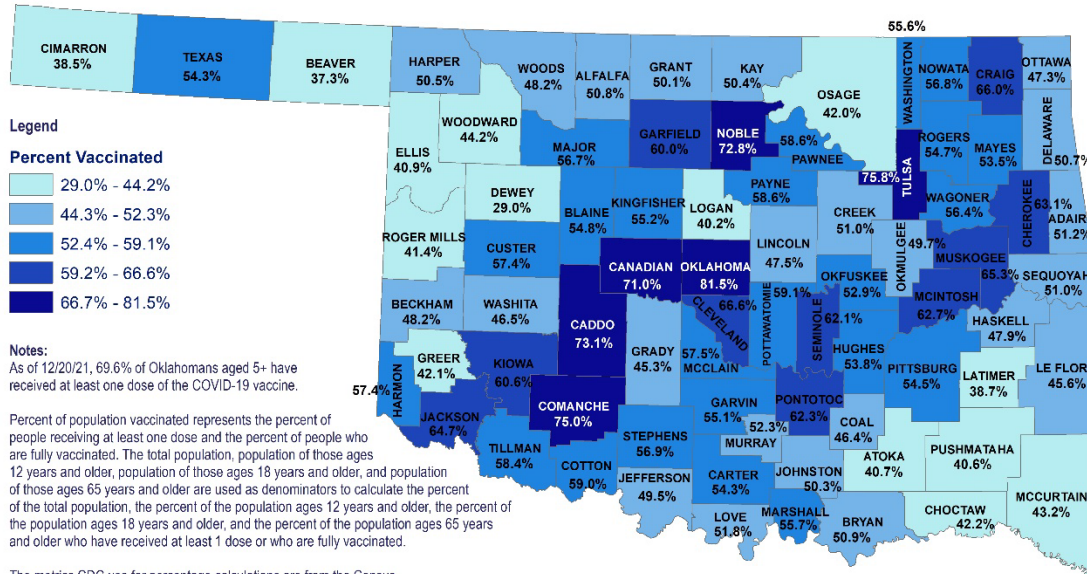 55.6%
CIMARRON
38.5%
TEXAS
54.3%
BEAVER
37.3%
HARPER
50.5%
WOODS
48.2%
ALFALFA
50.8%
GRANT
50.1%
KAY
50.4%
OSAGE
42.0%
WASHINGTON
NOWATA
56.8%
CRAIG
66.0%
OTTAWA
47.3%
Legend
Percent Vaccinated
29.0% - 44.2%
44.3% - 52.3%
52.4% - 59.1%
59.2% - 66.6%
66.7% - 81.5%
ELLIS
40.9%
WOODWARD
44.2%
MAJOR
56.7%
GARFIELD
60.0%
NOBLE
72.8%
58.6%
PAWNEE
75.8%
TULSA
ROGERS
54.7%
MAYES
53.5%
DELAWARE
50.7%
DEWEY
29.0%
BLAINE
54.8%
KINGFISHER
55.2%
LOGAN
40.2%
PAYNE
58.6%
CREEK
51.0%
WAGONER
56.4%
CHEROKEE
63.1%
ADAIR
51.2%
ROGER MILLS
41.4%
CUSTER
57.4%
CANADIAN
71.0%
OKLAHOMA
81.5%
LINCOLN
47.5%
OKMULGEE
49.7%
MUSKOGEE
65.3%
SEQUOYAH
51.0%
BECKHAM
48.2%
WASHITA
46.5%
CADDO
73.1%
GRADY
45.3%
66.6%
CLEVELAND
59.1%
POTTAWATOMIE
62.1%
SEMINOLE
OKFUSKEE
52.9%
MCINTOSH
62.7%
HASKELL
47.9%
Notes:
As of 12/20/21, 69.6% of Oklahomans aged 5+ have
received at least one dose of the COVID-19 vaccine.
GREER
42.1%
KIOWA
60.6%
57.5%
MCCLAIN
HUGHES
53.8%
PITTSBURG
54.5%
LATIMER
38.7%
LE FLOR
45.6%
57.4%
HARMON
JACKSON
64.7%
COMANCHE
75.0%
GARVIN
55.1%
PONTOTOC
62.3%
COAL
46.4%
Percent of population vaccinated represents the percent of
people receiving at least one dose and the percent of people who
are fully vaccinated. The total population, population of those ages
12 years and older, population of those ages 18 years and older, and population
of those ages 65 years and older are used as denominators to calculate the percent
of the total population, the percent of the population ages 12 and older, the percent of
the population ages 18 years and older, and the percent of the population ages 65 years
and older who have received at least 1 dose or who are fully vaccinated.
TILLMAN
58.4%
COTTON
59.0%
STEPHENS
56.9%
52.3%
MURRAY
ATOKA
40.7%
PUSHMATAHA
40.6%
JEFFERSON
49.5%
CARTER
54.3%
JOHNSTON
50.3%
MCCURTAIN
43.2%
LOVE
51.8%
MARSHALL
55.7%
BRYAN
50.9%
CHOCTAW
42.2%